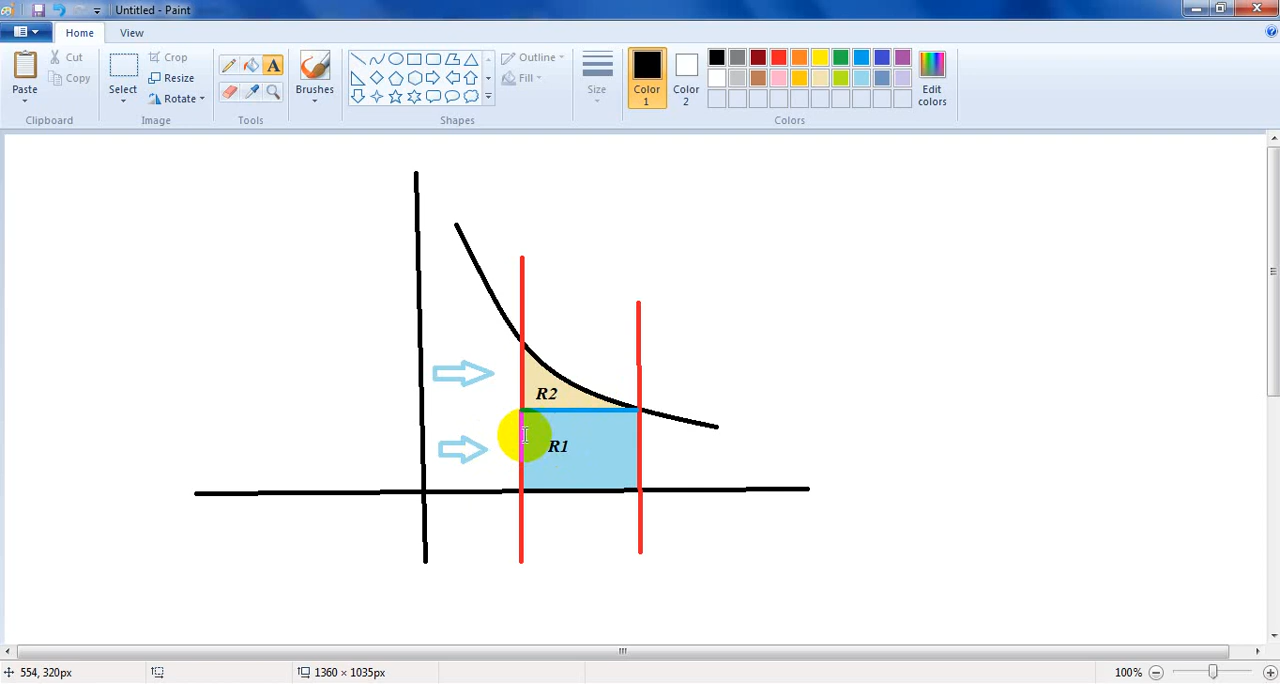 Untitled - Paint
Home View
Paste
Cut
Copy
Clipboard
Select
Crop
Resize
Rotate
Image
A
Tools
Brushes
Outline
Fill
Shapes
Size
Color 1
Color 2
Edit colors
Colors
R2
R1
554, 320px
1360 × 1035px
100%